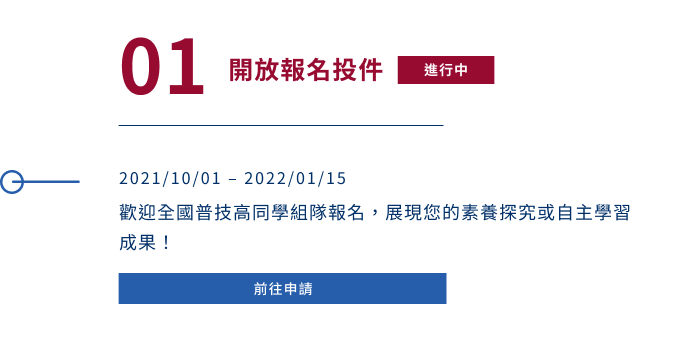 01 開放報名投件 進行中
2021/10/01 – 2022/01/15
歡迎全國普技高同學組隊報名，展現您的素養探究或自主學習
成果！
前往申請